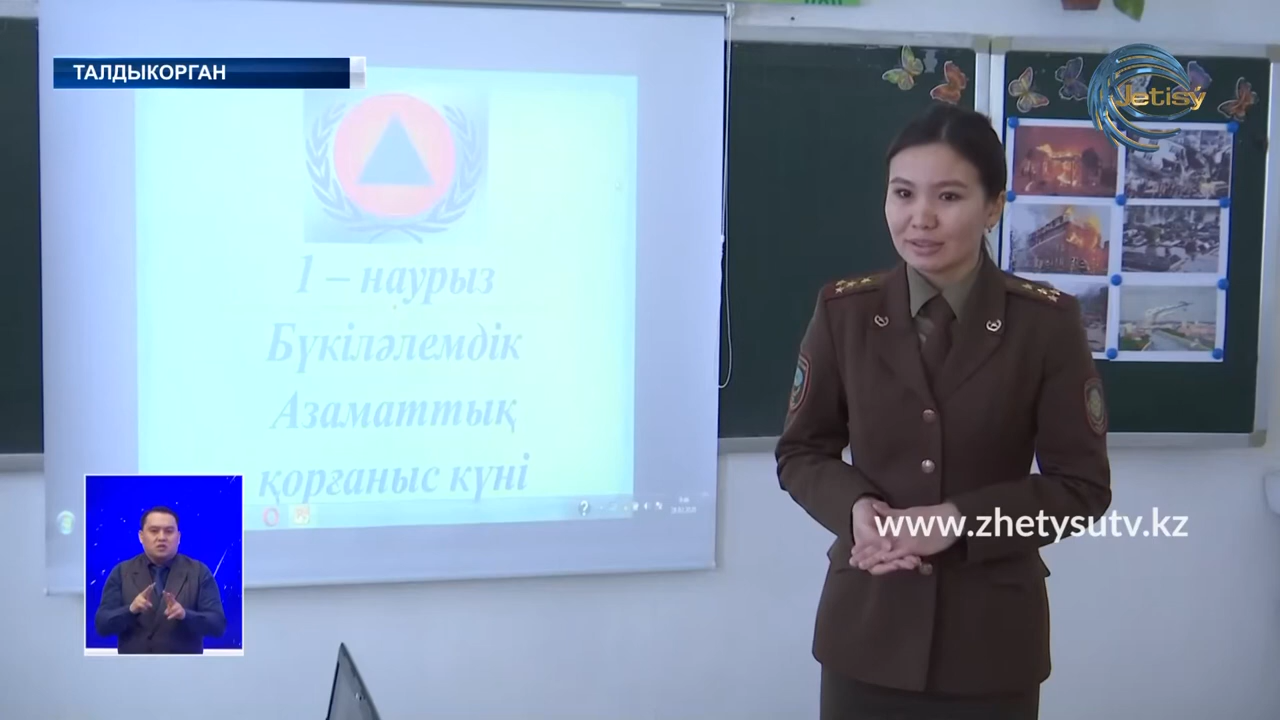 ТАЛДЫКОРГАН
Jetisý
1 – наурыз
Бүкіләлемдік
Азаматтық
қорғаныс күні
www.zhetysutv.kz